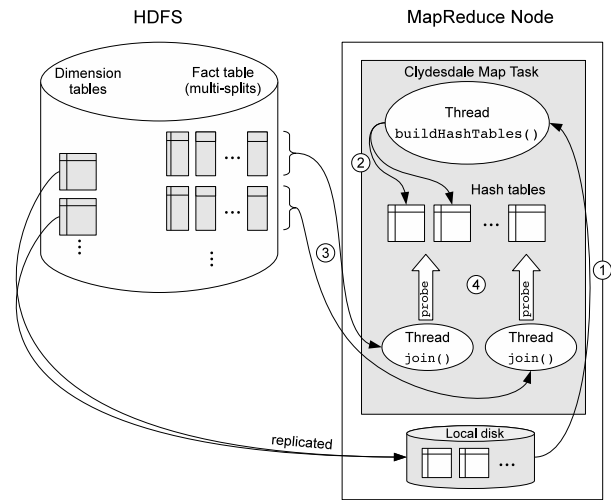 HDFS
MapReduce Node
Dimension
tables
Fact table
(multi-splits)
Clydesdale Map Task
Thread
buildHashTables()
2
Hash tables
...
...
...
...
3
4
1
probe
probe
...
...
Thread
join()
Thread
join()
replicated
Local disk
...